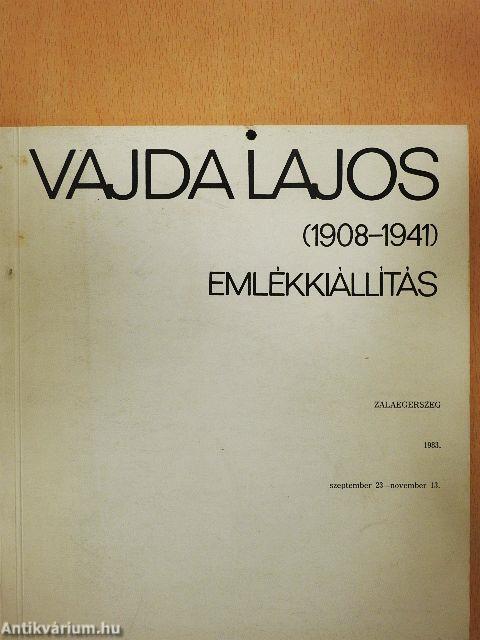 VAJDA LAJOS
(1908–1941)
EMLÉKKIÁLLÍTÁS
ZALAEGERSZEG
1983.
szeptember 23–november 13.
Antikvárium.hu